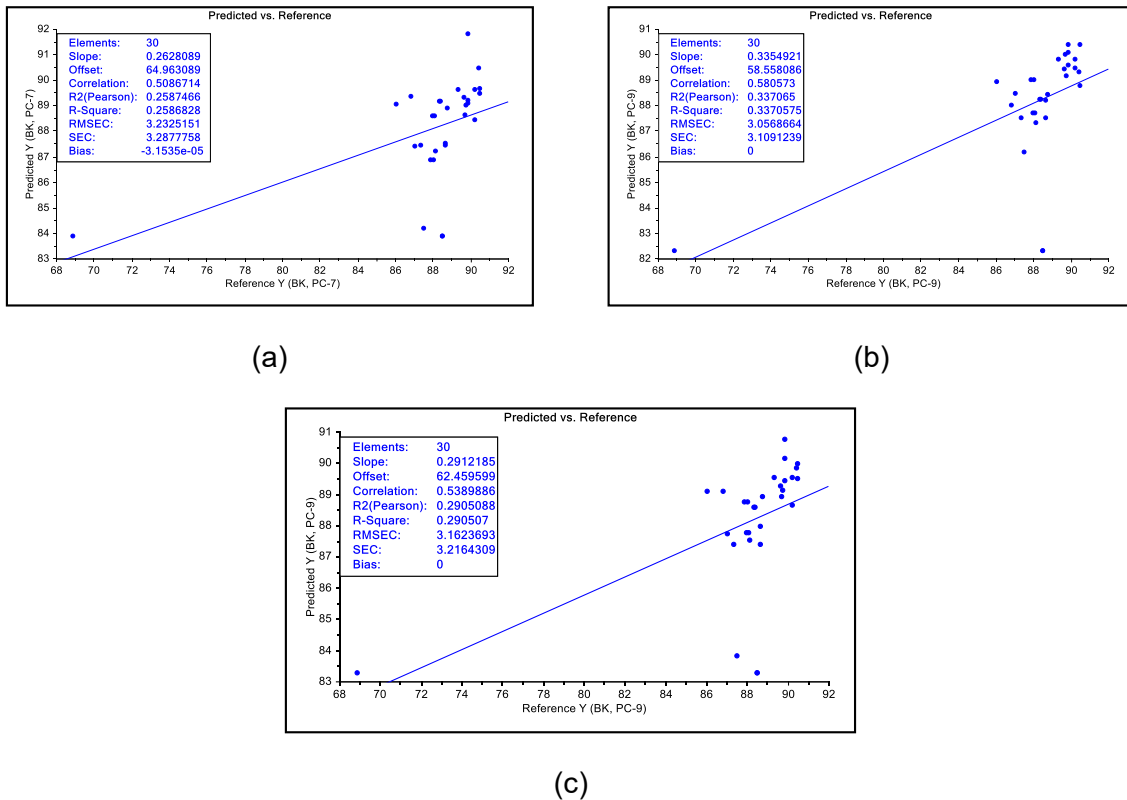 Predicted vs. Reference
Elements: 30
Slope: 0.2628089
Offset: 64.963089
Correlation: 0.5086714
R2(Pearson): 0.2587466
R-Square: 0.2586828
RMSEC: 3.2325151
SEC: 3.2877758
Bias: -3.1535e-05
Predicted Y (BK, PC-7)
92
91
90
89
88
87
86
85
84
83
68 70 72 74 76 78 80 82 84 86 88 90 92
Reference Y (BK, PC-7)
(a)
Predicted vs. Reference
Elements: 30
Slope: 0.3354921
Offset: 58.558086
Correlation: 0.580573
R2(Pearson): 0.337065
R-Square: 0.3370575
RMSEC: 3.0568664
SEC: 3.1091239
Bias: 0
Predicted Y (BK, PC-9)
91
90
89
88
87
86
85
84
83
82
68 70 72 74 76 78 80 82 84 86 88 90 92
Reference Y (BK, PC-9)
(b)
Predicted vs. Reference
Elements: 30
Slope: 0.2912185
Offset: 62.459599
Correlation: 0.5389886
R2(Pearson): 0.2905088
R-Square: 0.290507
RMSEC: 3.1623693
SEC: 3.2164309
Bias: 0
Predicted Y (BK, PC-9)
91
90
89
88
87
86
85
84
83
68 70 72 74 76 78 80 82 84 86 88 90 92
Reference Y (BK, PC-9)
(c)